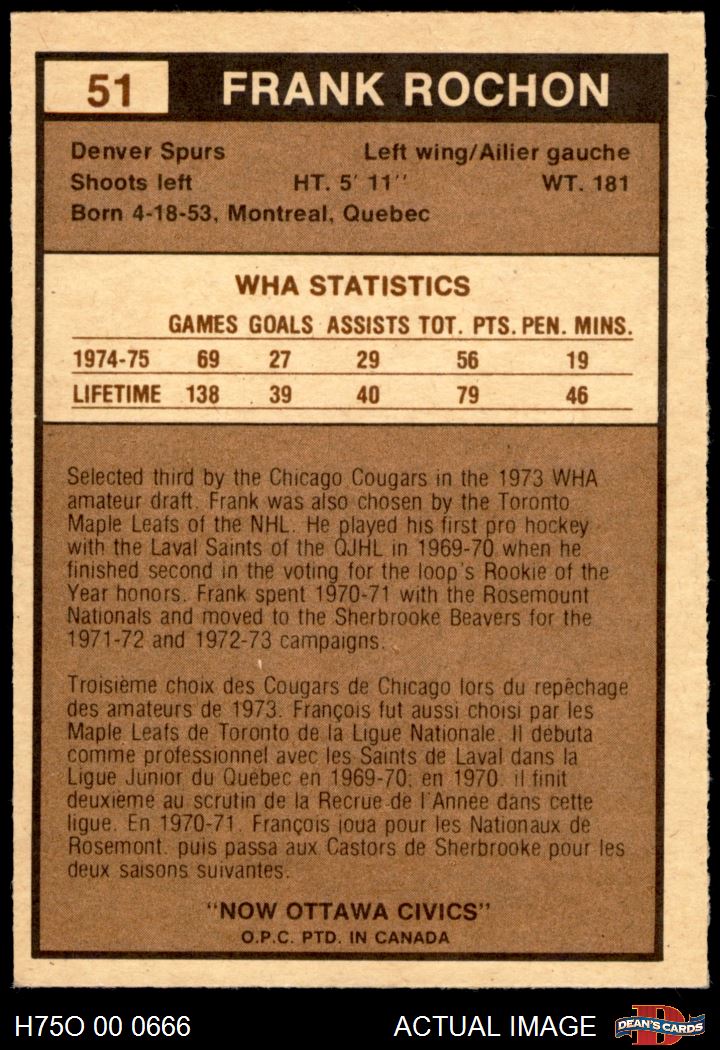 51 FRANK ROCHON
Denver Spurs Left wing/Ailier gauche
Shoots left HT. 5' 11'' WT. 181
Born 4-18-53, Montreal, Quebec
WHA STATISTICS
GAMES GOALS ASSISTS TOT. PTS. PEN. MINS.
1974-75 69 27 29 56 19
LIFETIME 138 39 40 79 46
Selected third by the Chicago Cougars in the 1973 WHA
amateur draft. Frank was also chosen by the Toronto
Maple Leafs of the NHL. He played his first pro hockey
with the Laval Saints of the QJHL in 1969-70 when he
finished second in the voting for the loop's Rookie of the
Year honors. Frank spent 1970-71 with the Rosemount
Nationals and moved to the Sherbrooke Beavers for the
1971-72 and 1972-73 campaigns.
Troisième choix des Cougars de Chicago lors du repêchage
des amateurs de 1973. François fut aussi choisi par les
Maple Leafs de Toronto de la Ligue Nationale. Il débuta
comme professionnel avec les Saints de Laval dans la
Ligue Junior du Québec en 1969-70; en 1970. il finit
deuxième au scrutin de la Recrue de l'Année dans cette
ligue. En 1970-71. François joua pour les Nationaux de
Rosemont. puis passa aux Castors de Sherbrooke pour les
deux saisons suivantes.
"NOW OTTAWA CIVICS"
O.P.C. PTD. IN CANADA
H75O 00 0666 ACTUAL IMAGE DEAN'S CARDS